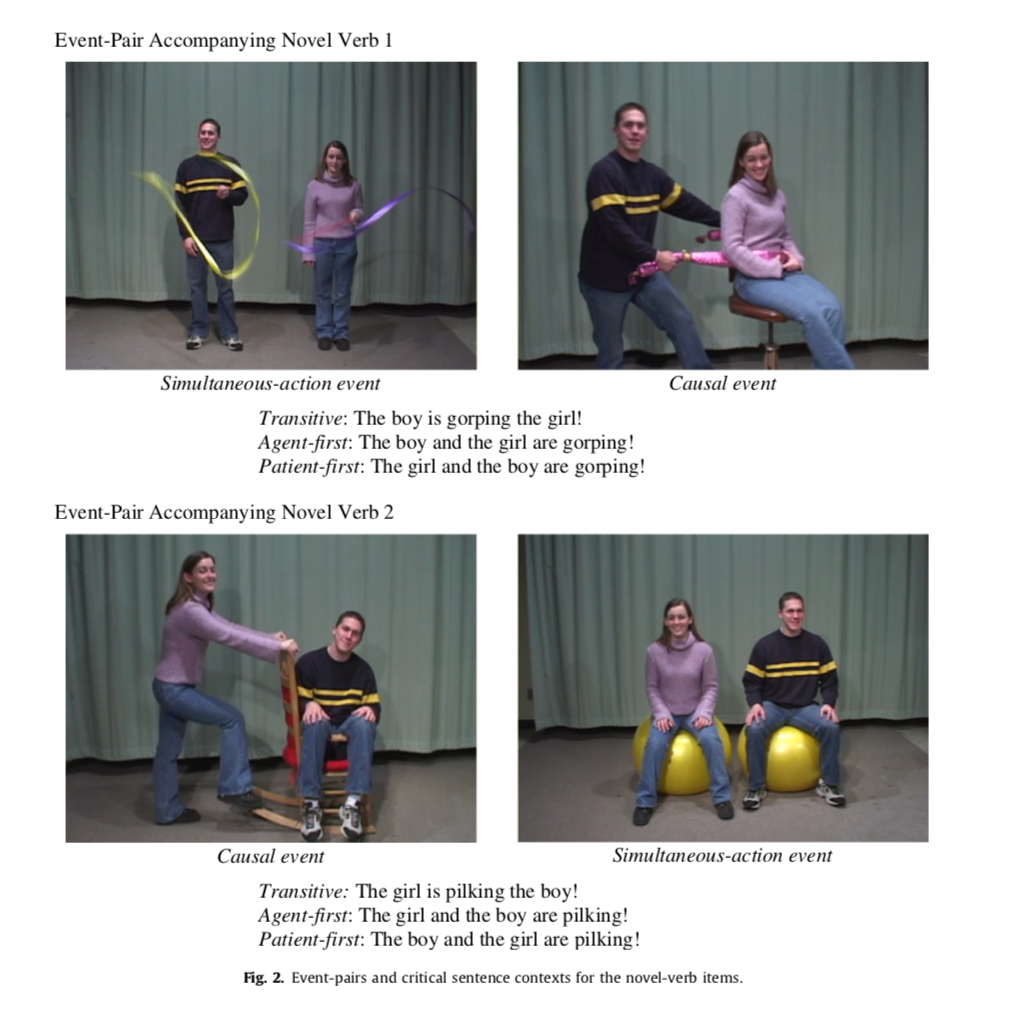 Event-Pair Accompanying Novel Verb 1
Simultaneous-action event
Causal event
Transitive: The boy is gorping the girl!
Agent-first: The boy and the girl are gorping!
Patient-first: The girl and the boy are gorping!
Event-Pair Accompanying Novel Verb 2
Causal event
Simultaneous-action event
Transitive: The girl is pilking the boy!
Agent-first: The girl and the boy are pilking!
Patient-first: The boy and the girl are pilking!
Fig. 2. Event-pairs and critical sentence contexts for the novel-verb items.